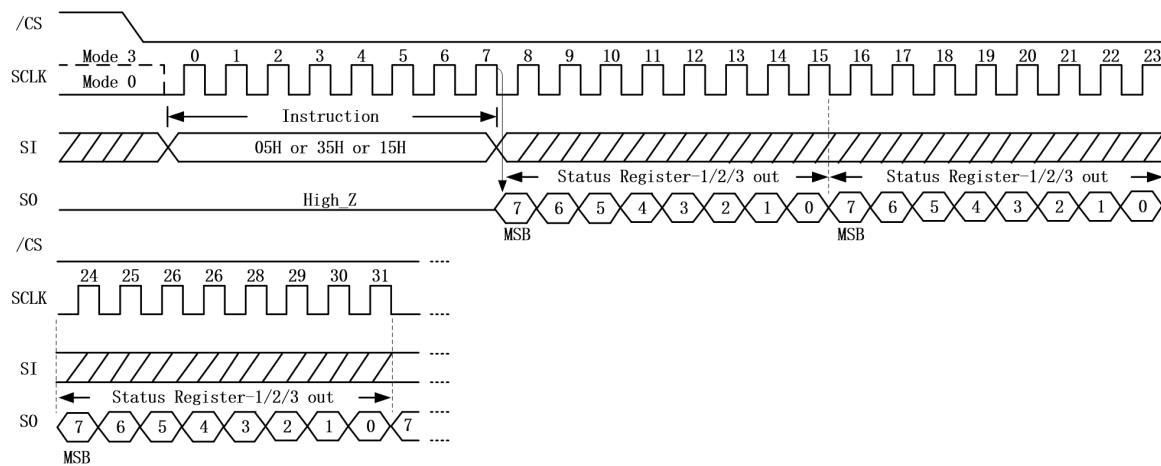 /CS
Mode 3 0 1 2 3 4 5 6 7 8 9 10 11 12 13 14 15 16 17 18 19 20 21 22 23
SCLK
Mode 0
Instruction
SI 05H or 35H or 15H
Status Register-1/2/3 out Status Register-1/2/3 out
SO High_Z 7 6 5 4 3 2 1 0 7 6 5 4 3 2 1 0
MSB MSB
/CS
24 25 26 26 28 29 30 31
SCLK
SI
Status Register-1/2/3 out
SO 7 6 5 4 3 2 1 0 7
MSB